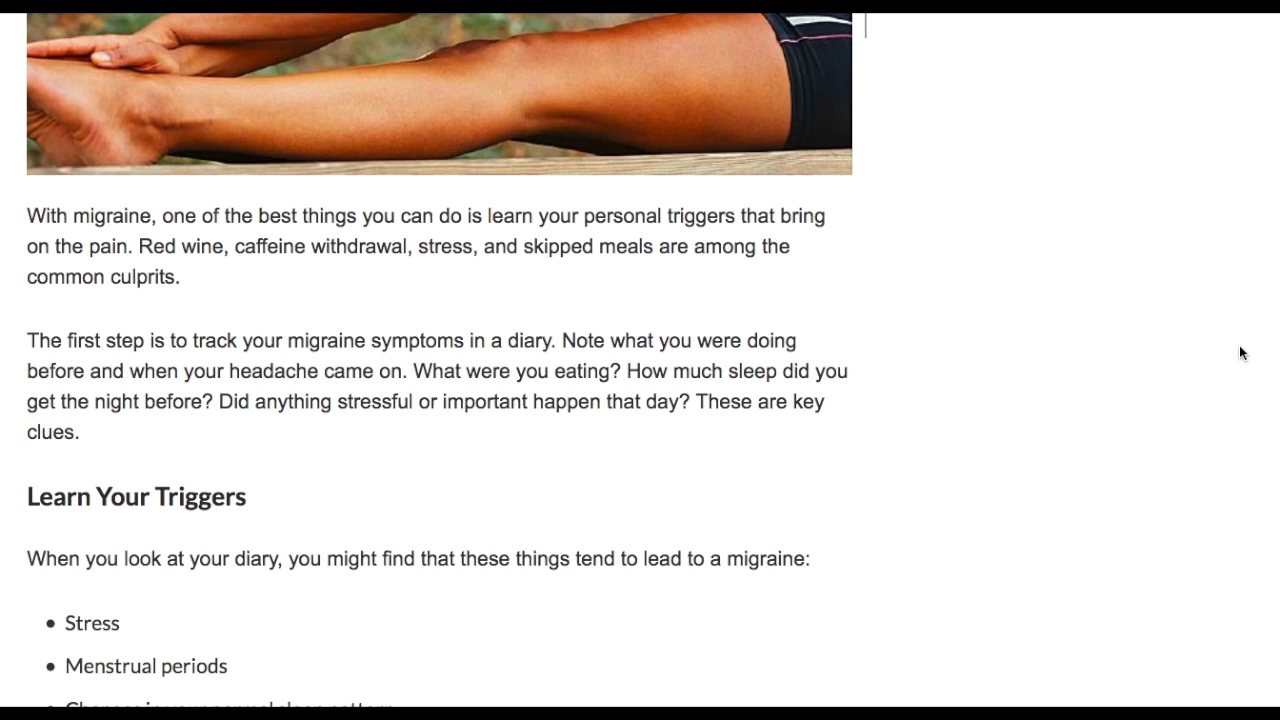 With migraine, one of the best things you can do is learn your personal triggers that bring
on the pain. Red wine, caffeine withdrawal, stress, and skipped meals are among the
common culprits.
The first step is to track your migraine symptoms in a diary. Note what you were doing
before and when your headache came on. What were you eating? How much sleep did you
get the night before? Did anything stressful or important happen that day? These are key
clues.
Learn Your Triggers
When you look at your diary, you might find that these things tend to lead to a migraine:
• Stress
• Menstrual periods